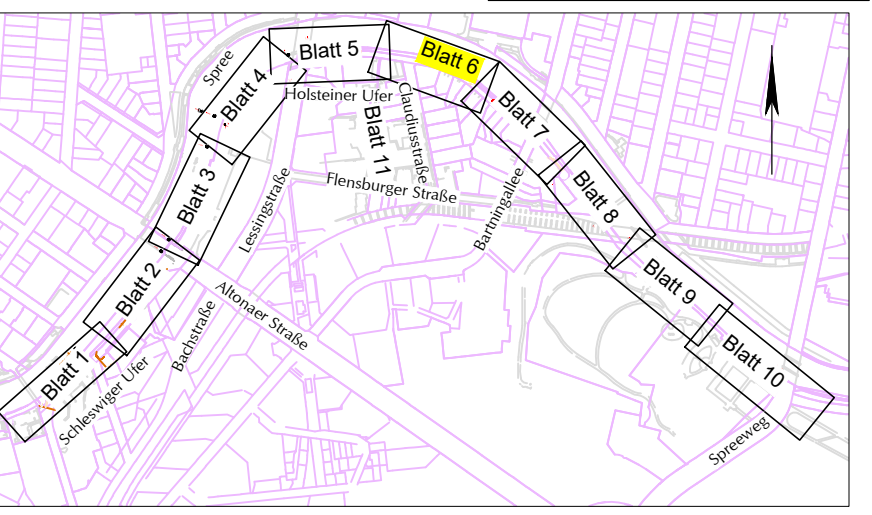 Blatt 5
Blatt 6
Spree
Blatt 4
Holsteiner Ufer
Claudiusstraße
Blatt 11
Blatt 7
Blatt 3
Lessingstraße
Flensburger Straße
Bartningallee
Blatt 8
Blatt 2
Altonaer Straße
Blatt 9
Bachstraße
Blatt 1
Schleswiger Ufer
Blatt 10
Spreeweg